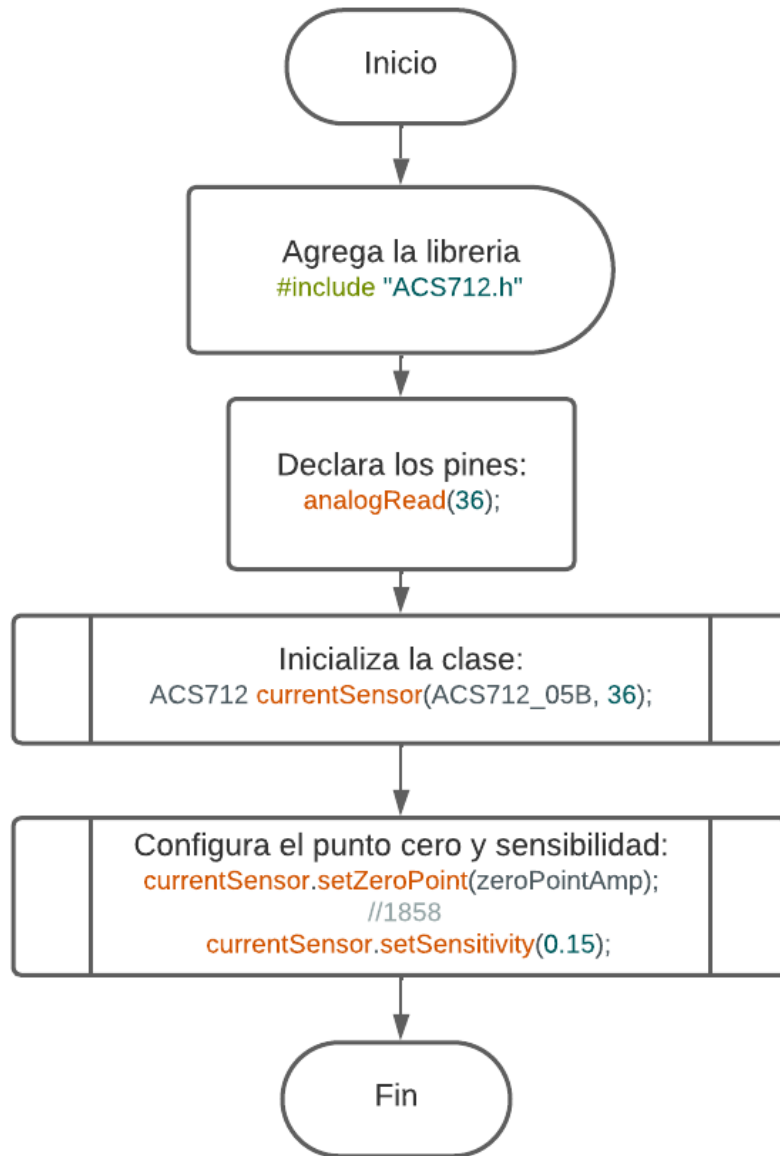 Inicio
Agrega la libreria
#include "ACS712.h"
Declara los pines:
analogRead(36);
Inicializa la clase:
ACS712 currentSensor(ACS712_05B, 36);
Configura el punto cero y sensibilidad:
currentSensor.setZeroPoint(zeroPointAmp);
//1858
currentSensor.setSensitivity(0.15);
Fin